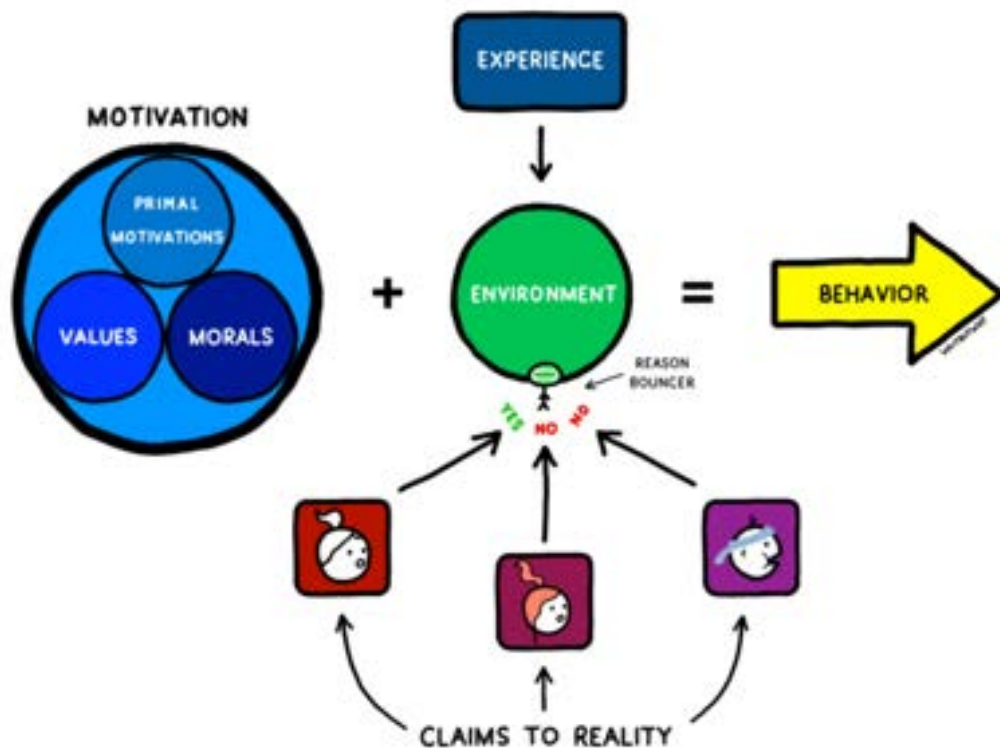 EXPERIENCE
MOTIVATION
PRIMAL
MOTIVATIONS
VALUES
MORALS
+
ENVIRONMENT
=
BEHAVIOR
REASON
BOUNCER
YES
NO
NO
CLAIMS TO REALITY